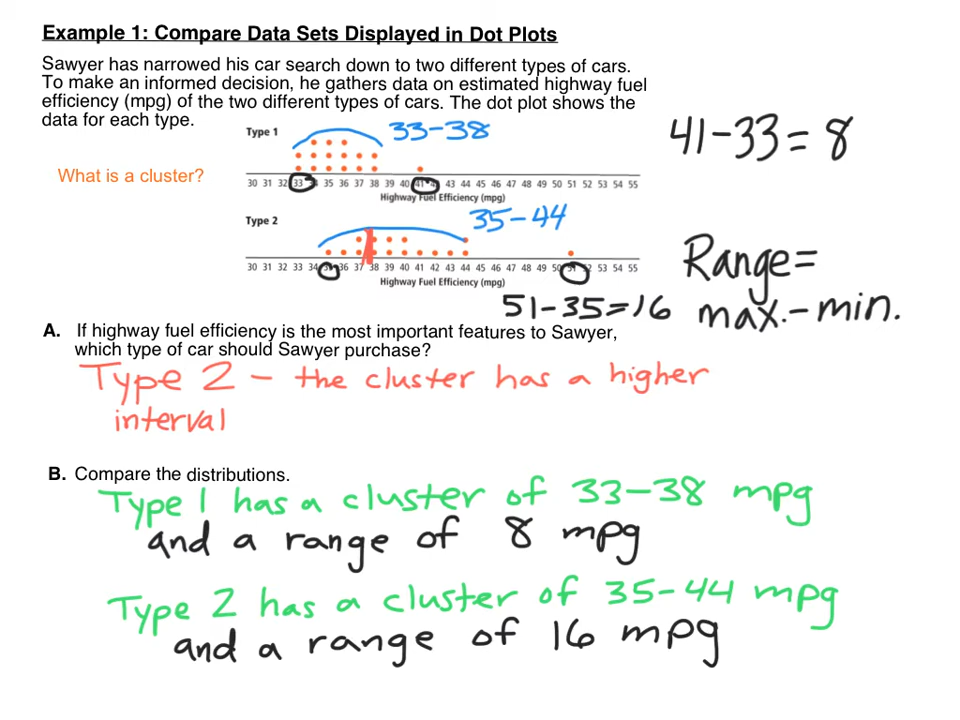 Example 1: Compare Data Sets Displayed in Dot Plots
Sawyer has narrowed his car search down to two different types of cars.
To make an informed decision, he gathers data on estimated highway fuel
efficiency (mpg) of the two different types of cars. The dot plot shows the
data for each type.
What is a cluster?
Type 1
33-38
41-33=8
30 31 32 33 35 36 37 38 39 40 41 43 44 45 46 47 48 49 50 51 52 53 54 55
Highway Fuel Efficiency (mpg)
Type 2
35-44
30 31 32 33 34 36 37 38 39 40 41 42 43 44 45 46 47 48 49 50 53 54 55
Highway Fuel Efficiency (mpg)
Range=
max.-min.
51-35=16
A. If highway fuel efficiency is the most important features to Sawyer,
which type of car should Sawyer purchase?
Type 2 - the cluster has a higher
interval
B. Compare the distributions.
Type 1 has a cluster of 33-38 mpg
and a range of 8 mpg
Type 2 has a cluster of 35-44 mpg
and a range of 16 mpg